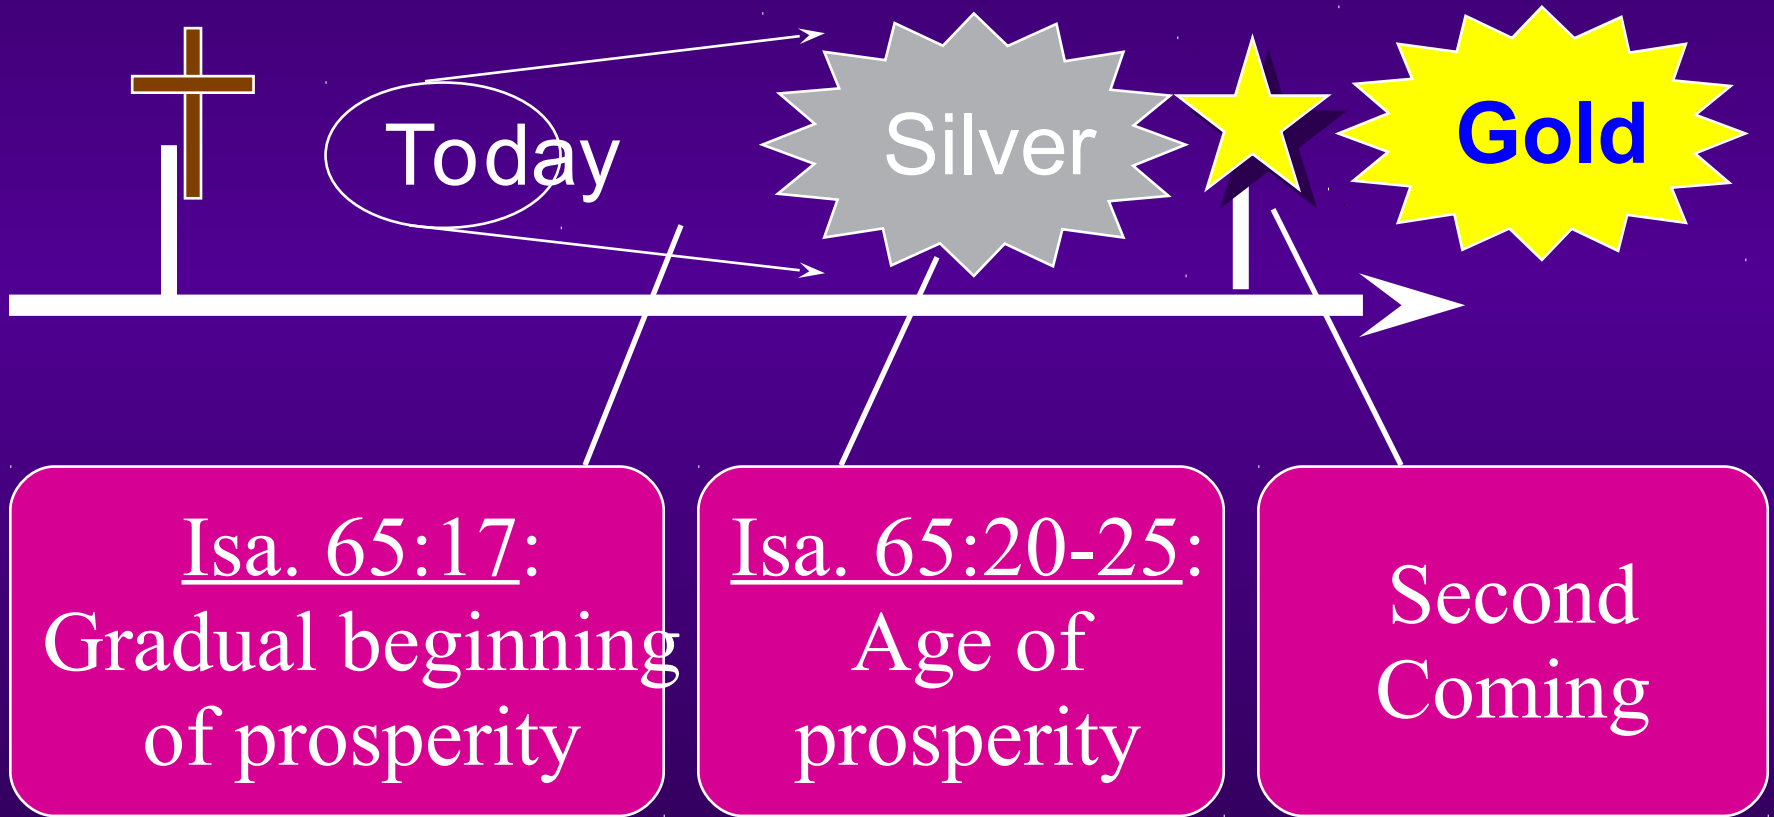 Today
Silver
Gold
Isa. 65:17:
Gradual beginning
of prosperity
Isa. 65:20-25:
Age of
prosperity
Second
Coming